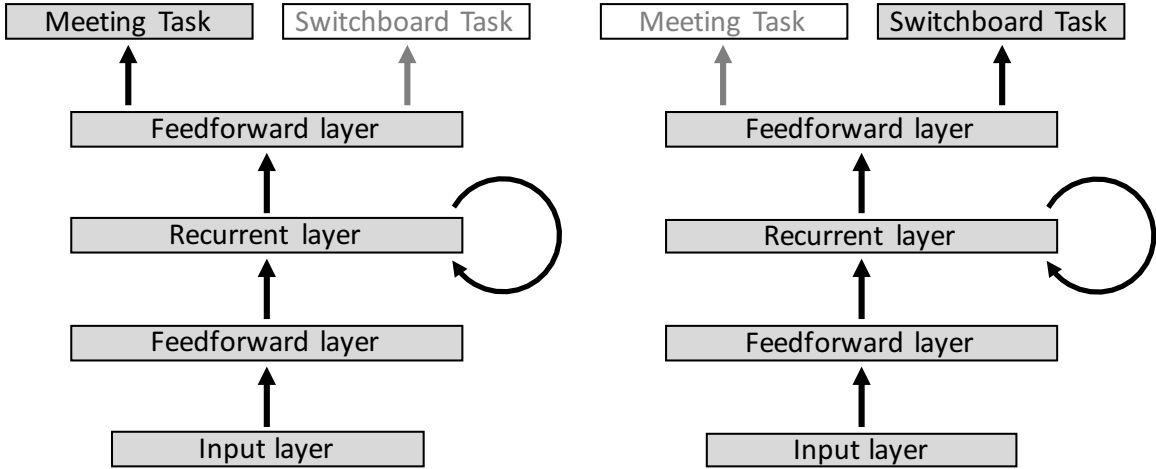 Meeting Task
Switchboard Task
Feedforward layer
Recurrent layer
Feedforward layer
Input layer
Meeting Task
Switchboard Task
Feedforward layer
Recurrent layer
Feedforward layer
Input layer